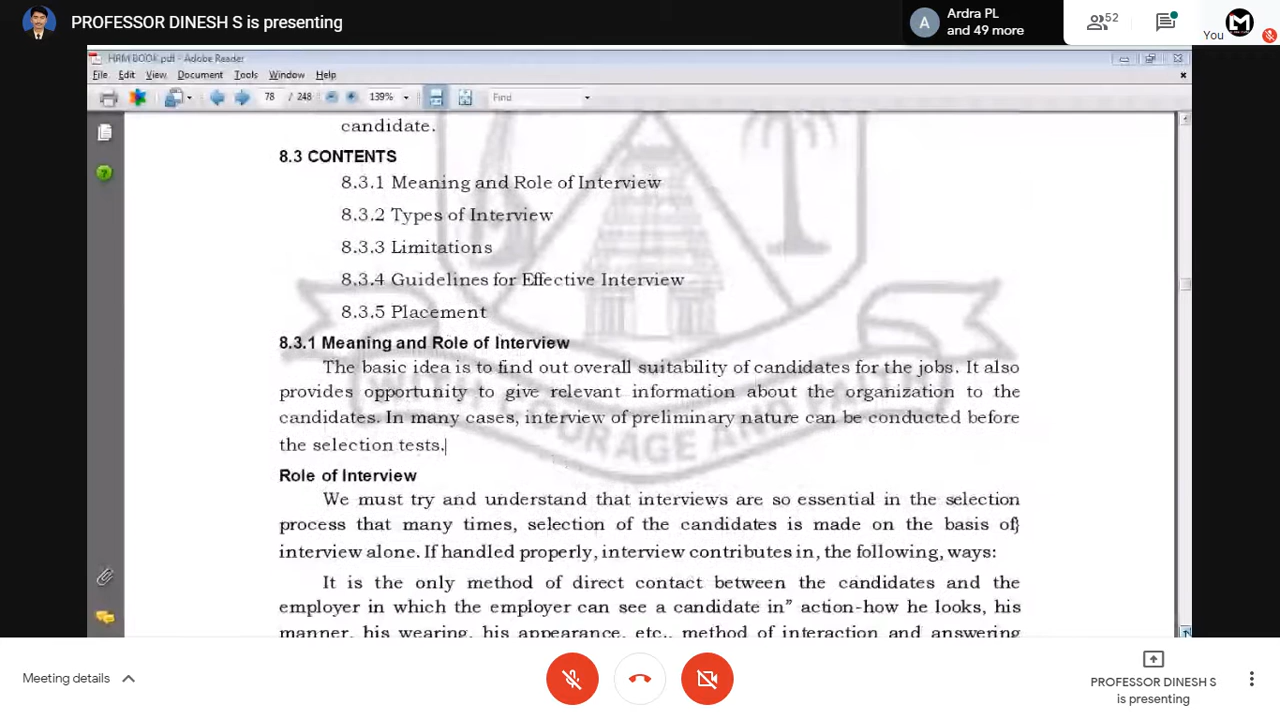 PROFESSOR DINESH S is presenting
A
Ardra PL
and 49 more
52
You
M
HRM BOOK.pdf - Adobe Reader
File Edit View Document Tools Window Help
78 / 248 139% Find
candidate.
8.3 CONTENTS
8.3.1 Meaning and Role of Interview
8.3.2 Types of Interview
8.3.3 Limitations
8.3.4 Guidelines for Effective Interview
8.3.5 Placement
8.3.1 Meaning and Role of Interview
The basic idea is to find out overall suitability of candidates for the jobs. It also
provides opportunity to give relevant information about the organization to the
candidates. In many cases, interview of preliminary nature can be conducted before
the selection tests.
Role of Interview
We must try and understand that interviews are so essential in the selection
process that many times, selection of the candidates is made on the basis of
interview alone. If handled properly, interview contributes in, the following, ways:
It is the only method of direct contact between the candidates and the
employer in which the employer can see a candidate in” action-how he looks, his
manner, his wearing, his appearance, etc., method of interaction and answering
WITH COURAGE AND FAITH
Meeting details
PROFESSOR DINESH S
is presenting